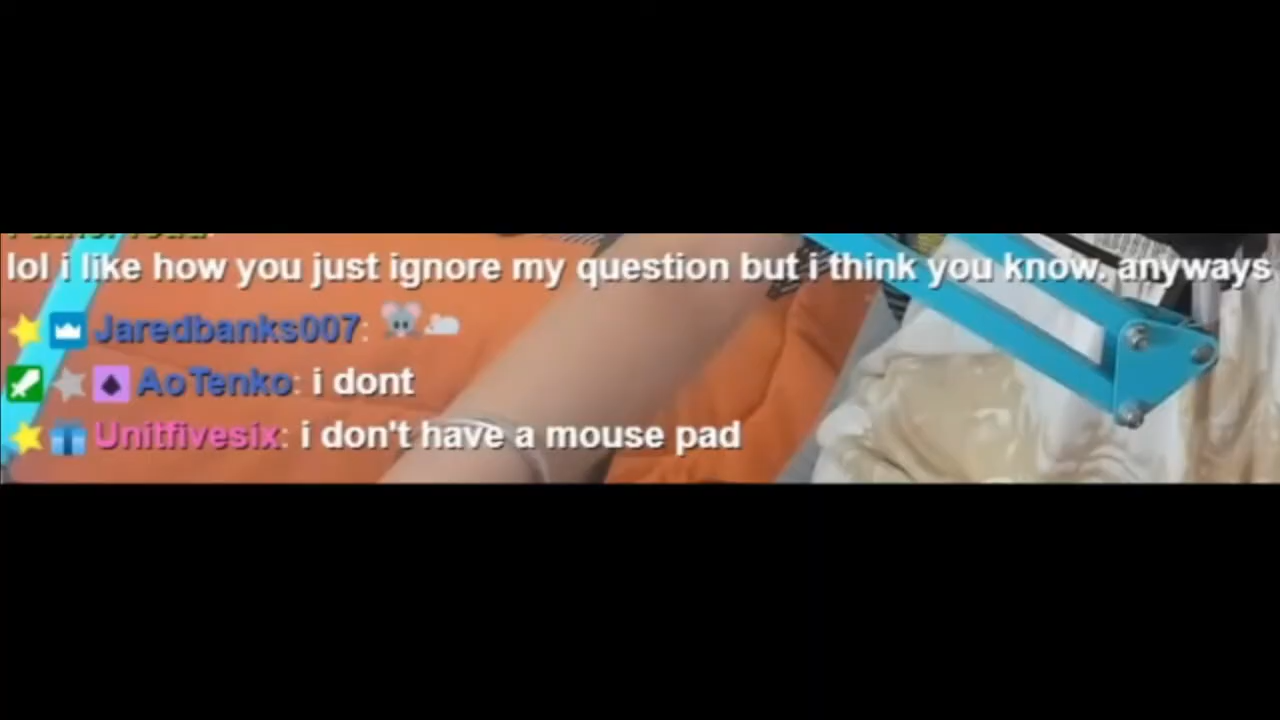 lol i like how you just ignore my question but i think you know. anyways
Jaredbanks007: 🐭🐁
AoTenko: i dont
Unitfivesix: i don't have a mouse pad